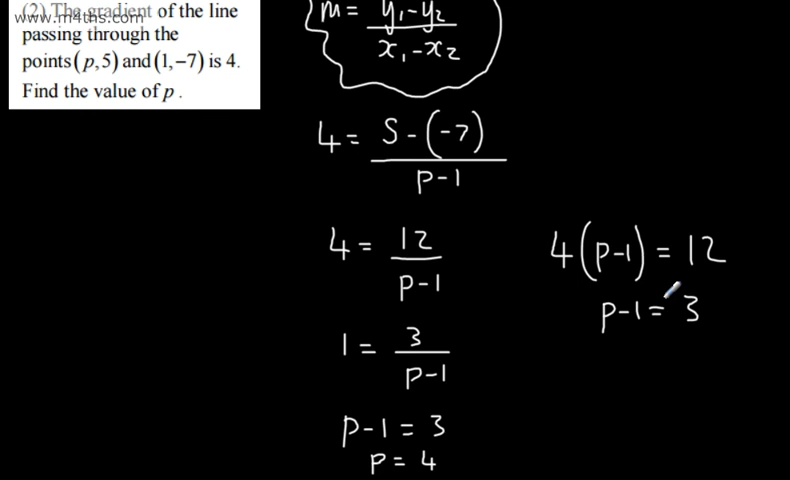 (2) The gradient of the line
www.m4ths.com
passing through the
points (p, 5) and (1, −7) is 4.
Find the value of p .
m = y₁-y₂ / x₁-x₂
4 = 5-(-7) / p-1
4 = 12 / p-1
1 = 3 / p-1
p-1 = 3
p = 4
4(p-1) = 12
p-1 = 3